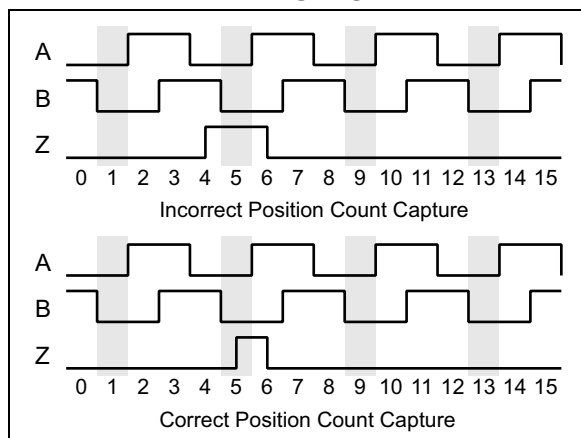 A
B
Z
0 1 2 3 4 5 6 7 8 9 10 11 12 13 14 15
Incorrect Position Count Capture
A
B
Z
0 1 2 3 4 5 6 7 8 9 10 11 12 13 14 15
Correct Position Count Capture